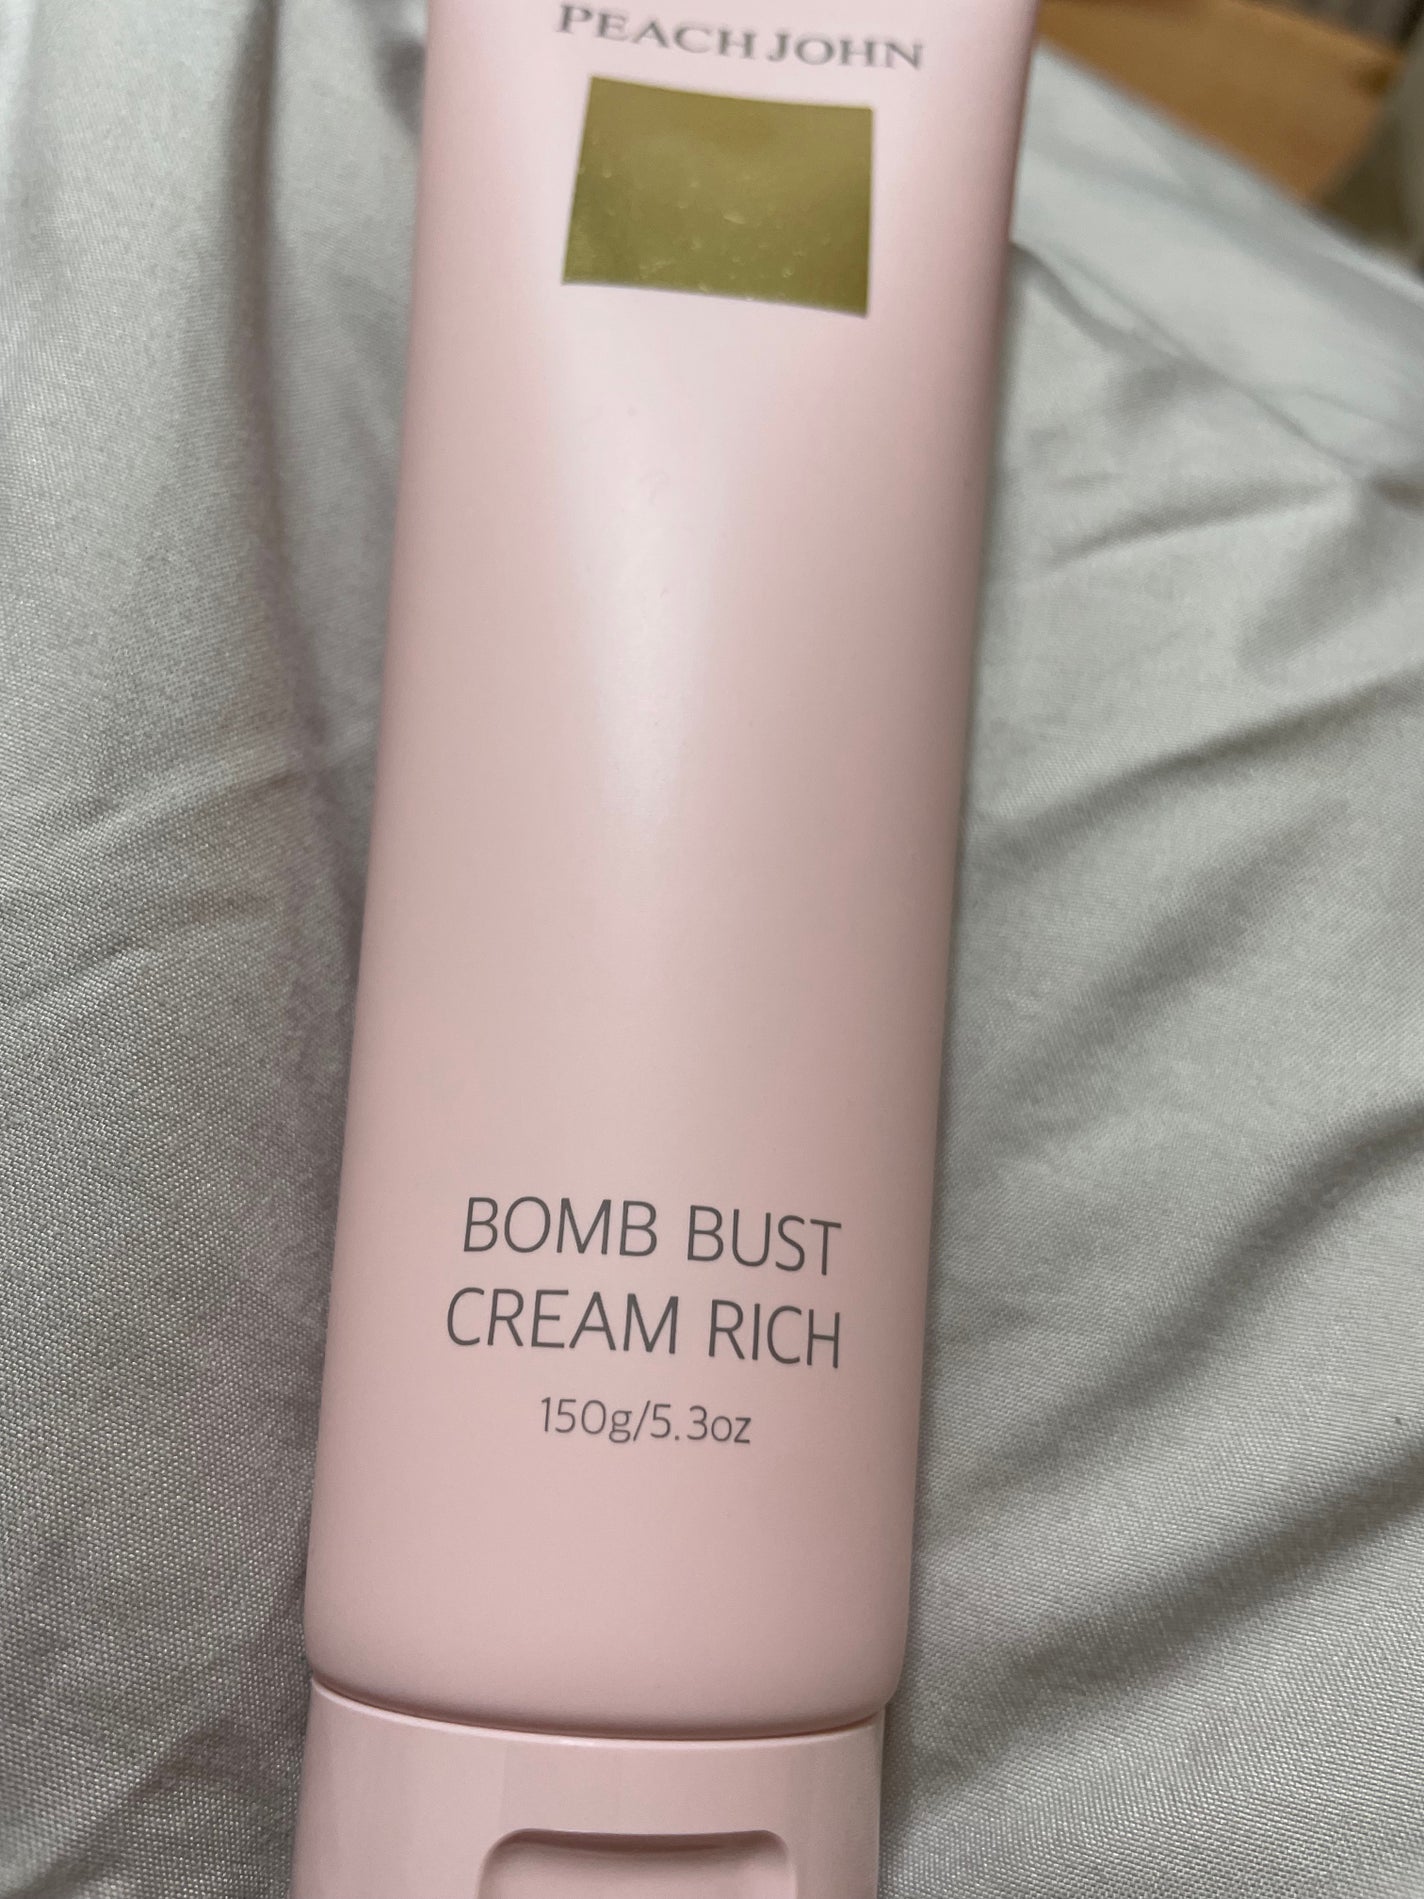 PEACH JOHN
BOMB BUST
CREAM RICH
150g/5.3oz